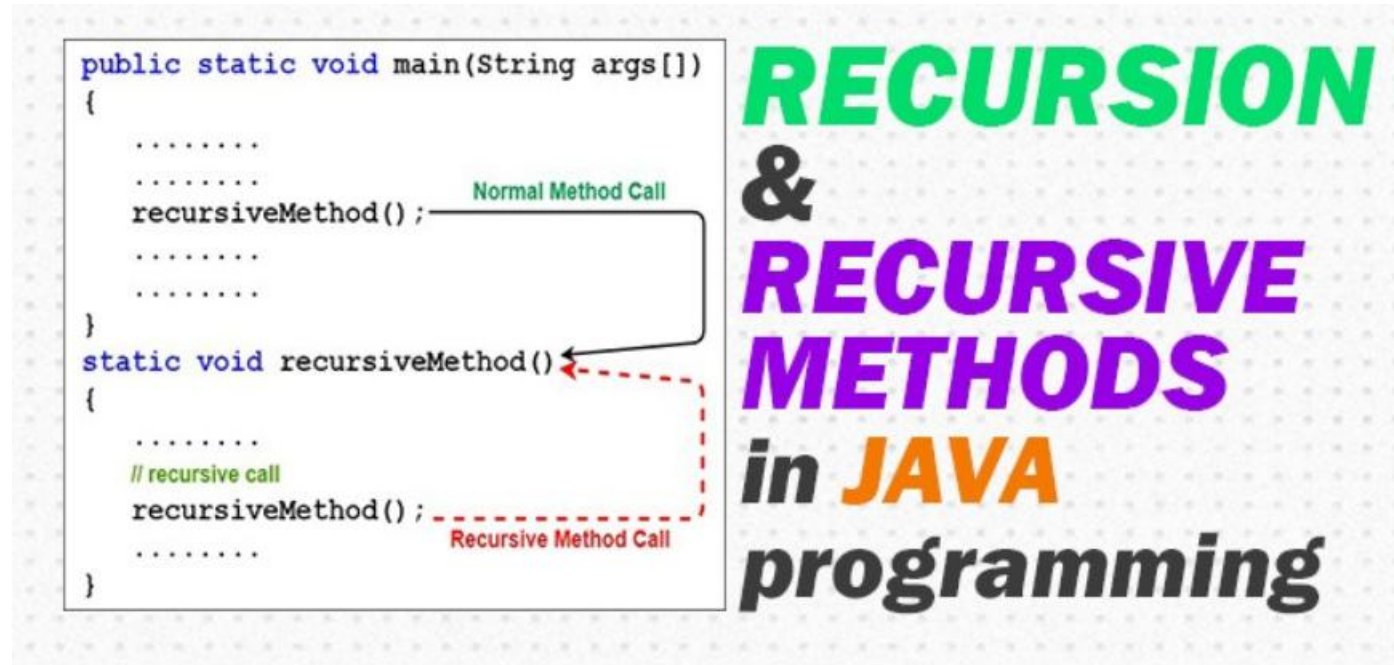 public static void main(String args[])
{
........
........
recursiveMethod();
Normal Method Call
........
........
}
static void recursiveMethod()
{
........
// recursive call
recursiveMethod();
Recursive Method Call
........
}
RECURSION
&
RECURSIVE
METHODS
in JAVA
programming